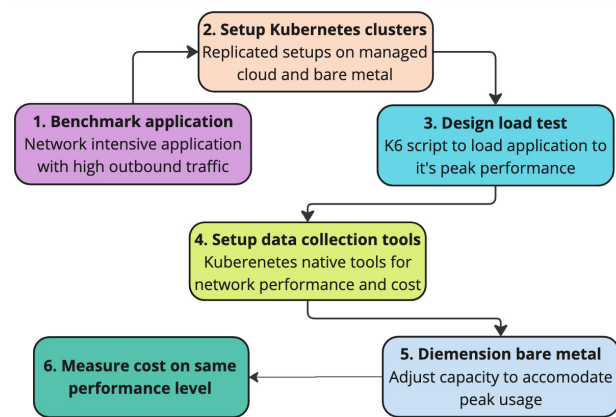 2. Setup Kubernetes clusters
Replicated setups on managed
cloud and bare metal
1. Benchmark application
Network intensive application
with high outbound traffic
3. Design load test
K6 script to load application to
it's peak performance
4. Setup data collection tools
Kuberenetes native tools for
network performance and cost
5. Diemension bare metal
Adjust capacity to accomodate
peak usage
6. Measure cost on same
performance level